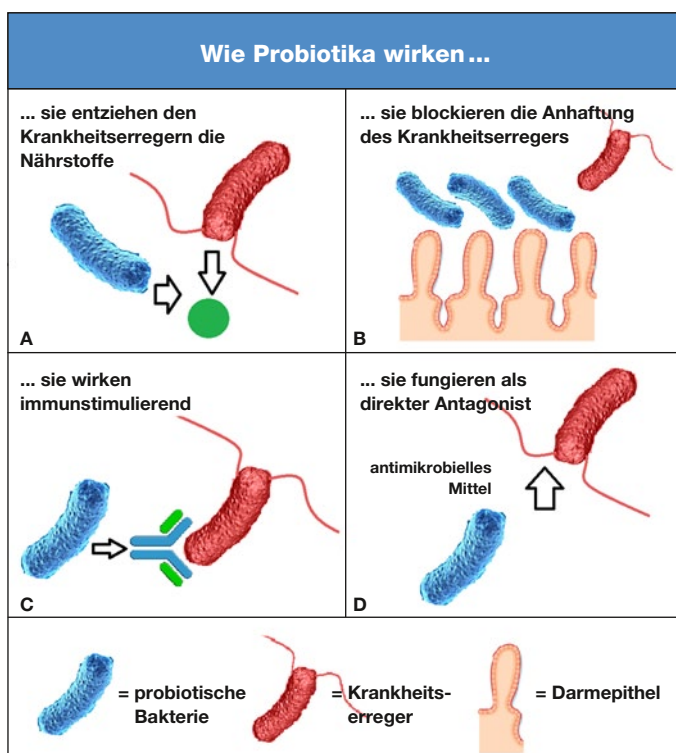 Wie Probiotika wirken...
... sie entziehen den
Krankheitserregern die
Nährstoffe
A
... sie blockieren die Anhaftung
des Krankheitserregers
B
... sie wirken
immunstimulierend
C
... sie fungieren als
direkter Antagonist
antimikrobielles
Mittel
D
= probiotische
Bakterie
= Krankheits-
erreger
= Darmepithel